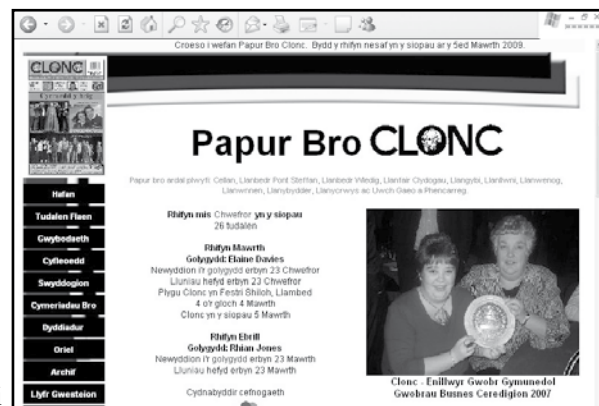 Croeso i wefan Papur Bro Clonc. Bydd y rhifyn nesaf yn y siopau ar y 5ed Mawrth 2009.
CLONC
Papur Bro CLONC
Papur bro ardal plwyfi: Cellan, Llanbedr Pont Steffan, Llanbedr Wledig, Llanfair Clydogau, Llangybi, Llanllwni, Llanwenog,
Llanwnnen, Llanybydder, Llanycrwys ac Uwch Gaeo a Phencarreg.
Hafan
Tudalen Flaen
Gwybodaeth
Cyfleoedd
Swyddogion
Cymeriadau Bro
Dyddiadur
Oriel
Archif
Llyfr Gwesteion
Rhifyn mis Chwefror yn y siopau
26 tudalen
Rhifyn Mawrth
Golygydd: Elaine Davies
Newyddion i'r golygydd erbyn 23 Chwefror
Lluniau hefyd erbyn 23 Chwefror
Plygu Clonc yn Festri Shiloh, Llambed
4 o'r gloch 4 Mawrth
Clonc yn y siopau 5 Mawrth
Rhifyn Ebrill
Golygydd: Rhian Jones
Newyddion i'r golygydd erbyn 23 Mawrth
Lluniau hefyd erbyn 23 Mawrth
Cydnabyddir cefnogaeth
Clonc - Enillwyr Gwobr Gymunedol
Gwobrau Busnes Ceredigion 2007